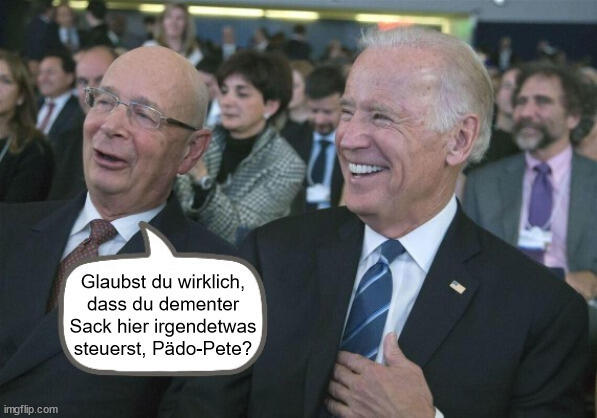 Glaubst du wirklich,
dass du dementer
Sack hier irgendetwas
steuerst, Pädo-Pete?
imgflip.com